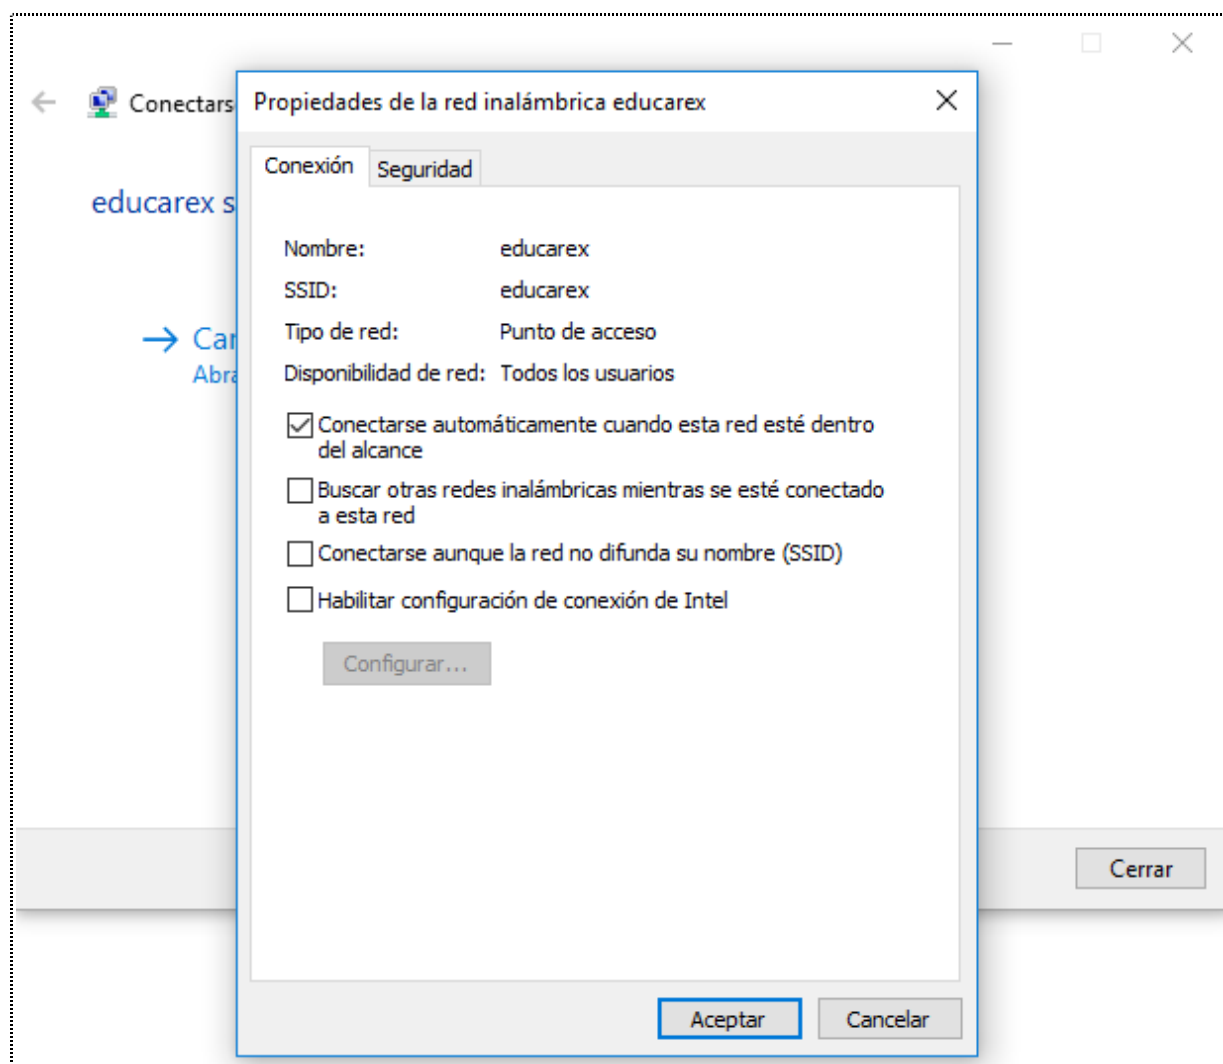 Conectars
educarex s
Car
Abra
Propiedades de la red inalámbrica educarex
Conexión Seguridad
Nombre: educarex
SSID: educarex
Tipo de red: Punto de acceso
Disponibilidad de red: Todos los usuarios
Conectarse automáticamente cuando esta red esté dentro
del alcance
Buscar otras redes inalámbricas mientras se esté conectado
a esta red
Conectarse aunque la red no difunda su nombre (SSID)
Habilitar configuración de conexión de Intel
Configurar...
Cerrar
Aceptar Cancelar